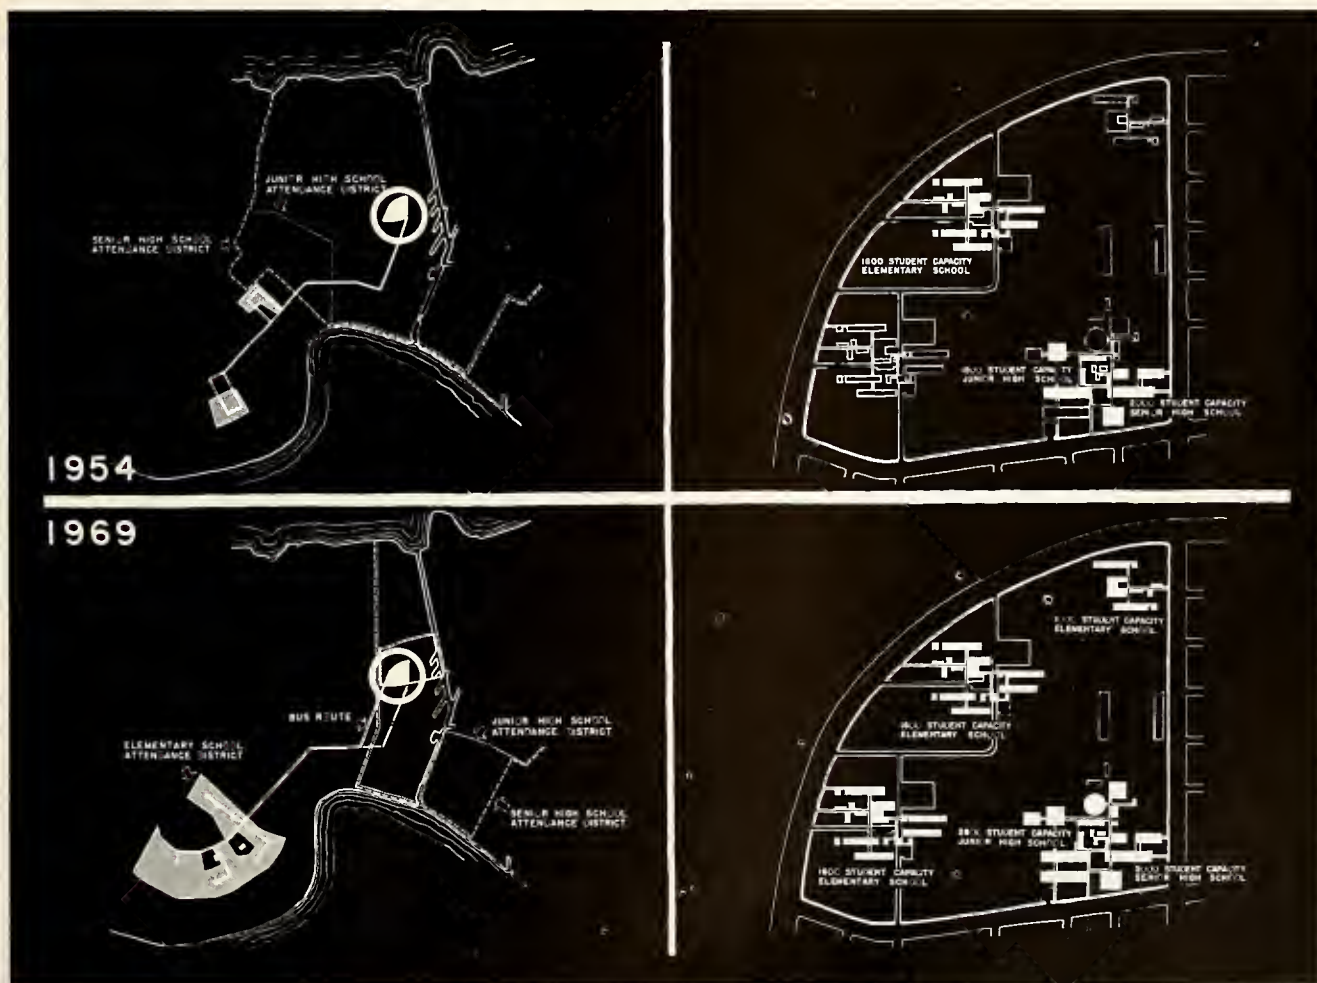 JUNIOR HIGH SCHOOL
ATTENDANCE DISTRICT
SENIOR HIGH SCHOOL
ATTENDANCE DISTRICT
1954
1600 STUDENT CAPACITY
ELEMENTARY SCHOOL
1800 STUDENT CAPACITY
JUNIOR HIGH SCHOOL
STUDENT CAPACITY
SENIOR HIGH SCHOOL
1969
BUS ROUTE
JUNIOR HIGH SCHOOL
ATTENDANCE DISTRICT
ELEMENTARY SCHOOL
ATTENDANCE DISTRICT
SENIOR HIGH SCHOOL
ATTENDANCE DISTRICT
STUDENT CAPACITY
ELEMENTARY SCHOOL
1600 STUDENT CAPACITY
ELEMENTARY SCHOOL
STUDENT CAPACITY
JUNIOR HIGH SCHOOL
1600 STUDENT CAPACITY
ELEMENTARY SCHOOL
STUDENT CAPACITY
SENIOR HIGH SCHOOL